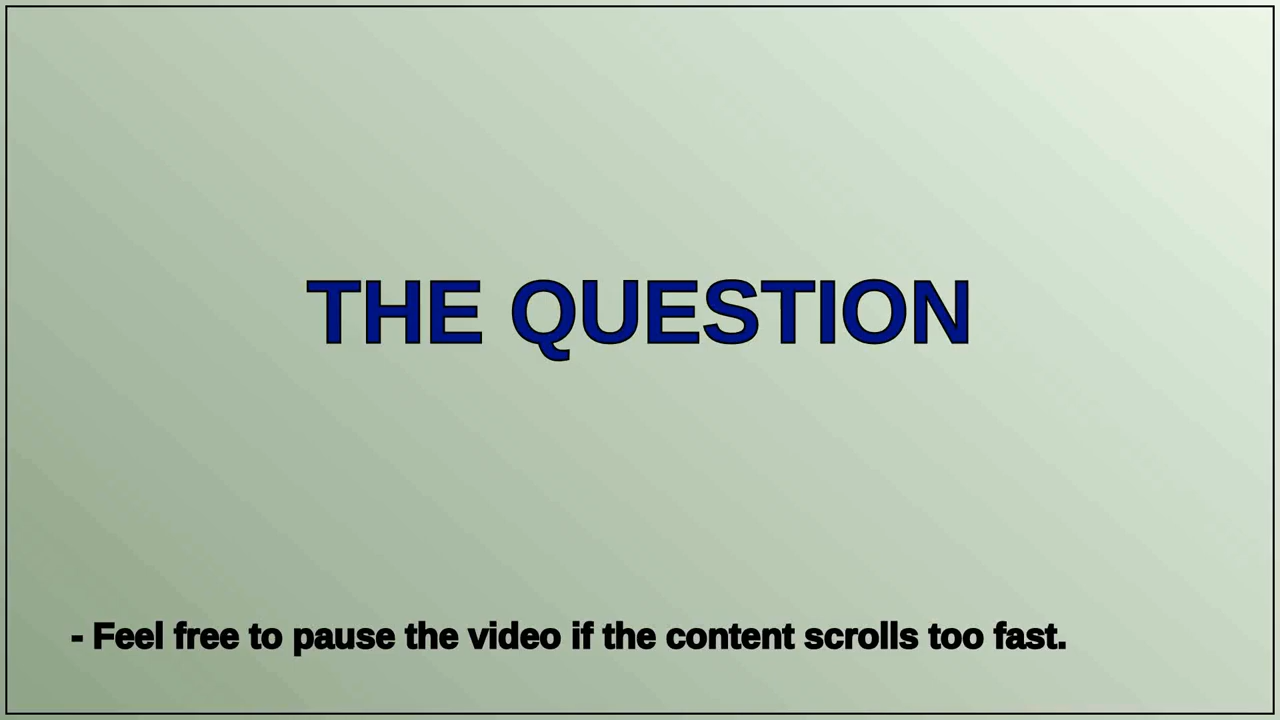 THE QUESTION
- Feel free to pause the video if the content scrolls too fast.